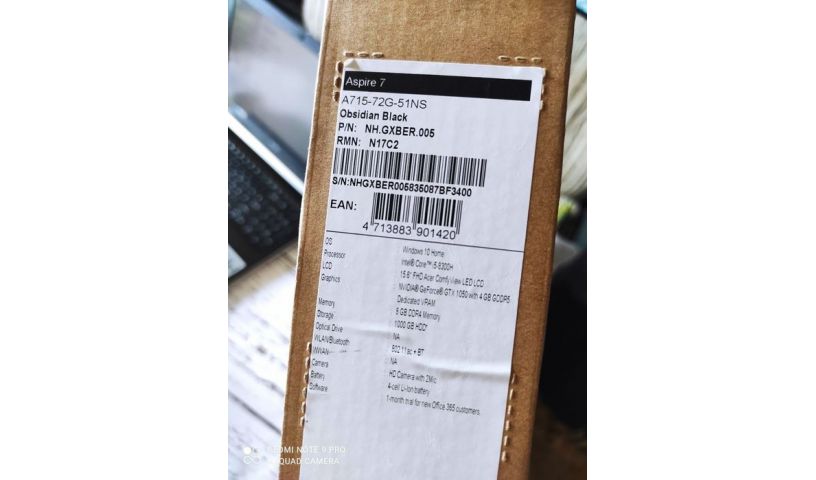 Aspire 7
A715-72G-51NS
Obsidian Black
P/N: NH.GXBER.005
RMN: N17C2
S/N:NHGXBER005835087BF3400
EAN:
4 713883 901420
OS : Windows 10 Home
Processor : Intel® Core™ i5-8300H
LCD : 15.6" FHD Acer ComfyView LED LCD
Graphics : NVIDIA® GeForce® GTX 1050 with 4 GB GDDR5
Dedicated VRAM
Memory : 8 GB DDR4 Memory
Storage : 1000 GB HDD
Optical Drive : NA
WLAN/Bluetooth : 802.11ac + BT
WWAN : NA
Camera : HD Camera with 2Mic
Battery : 4-cell Li-Ion battery
Software : 1-month trial for new Office 365 customers.
REDMI NOTE 9 PRO
QUAD CAMERA